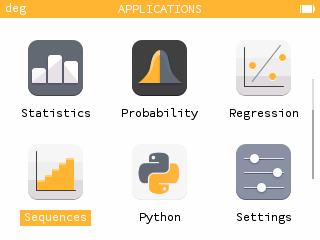 deg APPLICATIONS
Statistics Probability Regression
Sequences Python Settings